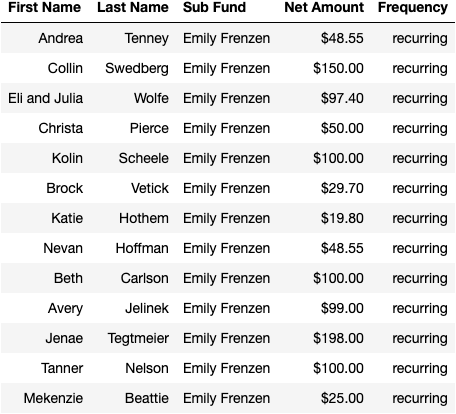 First Name Last Name Sub Fund Net Amount Frequency
Andrea Tenney Emily Frenzen $48.55 recurring
Collin Swedberg Emily Frenzen $150.00 recurring
Eli and Julia Wolfe Emily Frenzen $97.40 recurring
Christa Pierce Emily Frenzen $50.00 recurring
Kolin Scheele Emily Frenzen $100.00 recurring
Brock Vetick Emily Frenzen $29.70 recurring
Katie Hothem Emily Frenzen $19.80 recurring
Nevan Hoffman Emily Frenzen $48.55 recurring
Beth Carlson Emily Frenzen $100.00 recurring
Avery Jelinek Emily Frenzen $99.00 recurring
Jenae Tegtmeier Emily Frenzen $198.00 recurring
Tanner Nelson Emily Frenzen $100.00 recurring
Mekenzie Beattie Emily Frenzen $25.00 recurring